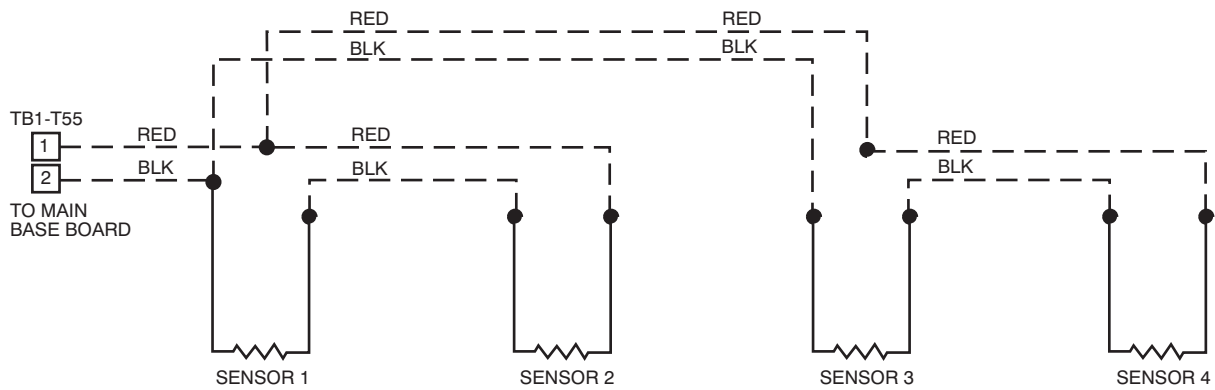 RED RED
BLK BLK
TB1-T55
1 RED RED RED
2 BLK BLK BLK
TO MAIN
BASE BOARD
SENSOR 1 SENSOR 2 SENSOR 3 SENSOR 4